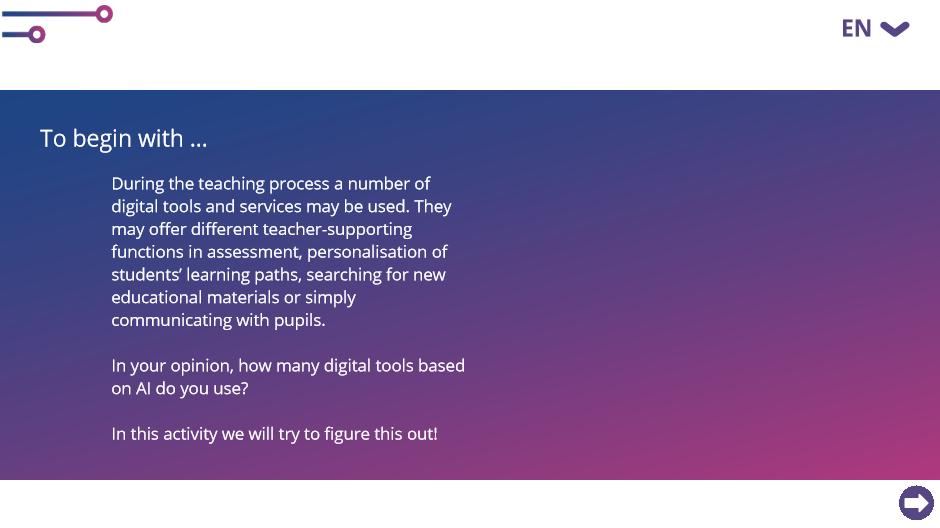 EN
To begin with ...
During the teaching process a number of
digital tools and services may be used. They
may offer different teacher-supporting
functions in assessment, personalisation of
students’ learning paths, searching for new
educational materials or simply
communicating with pupils.
In your opinion, how many digital tools based
on AI do you use?
In this activity we will try to figure this out!